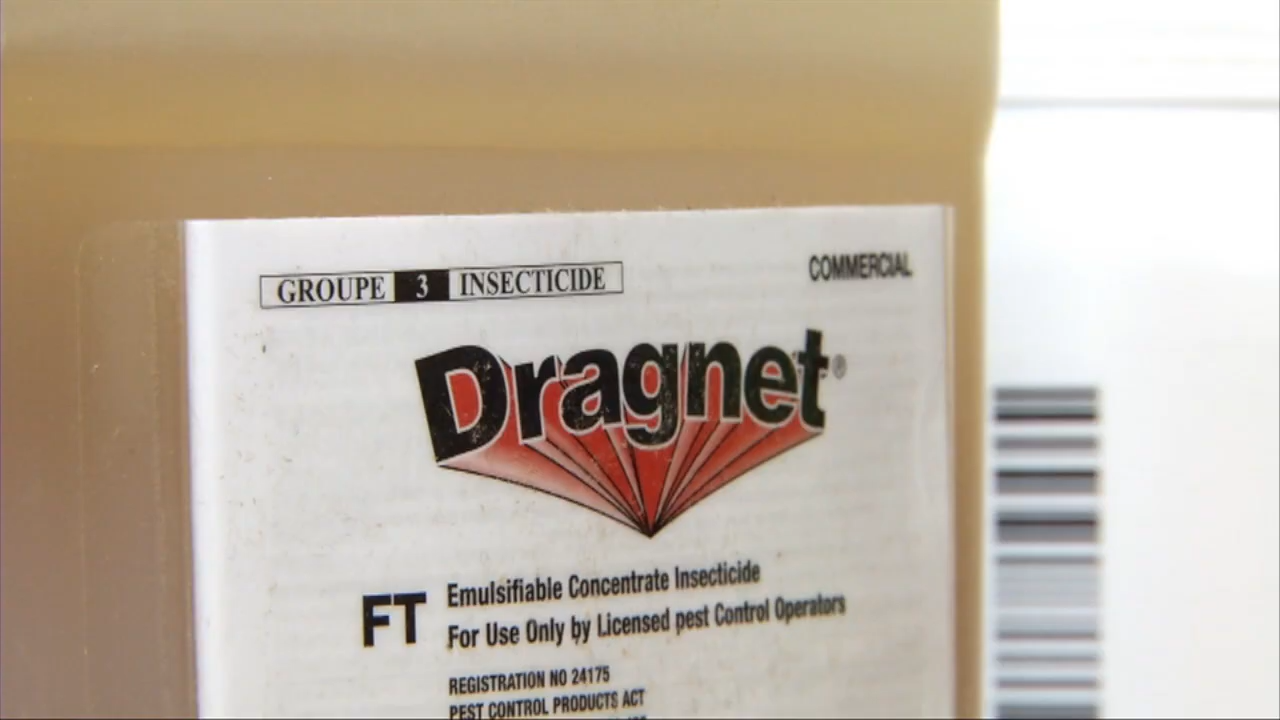 GROUPE 3 INSECTICIDE
COMMERCIAL
Dragnet®
FT
Emulsifiable Concentrate Insecticide
For Use Only by Licensed pest Control Operators
REGISTRATION NO 24175
PEST CONTROL PRODUCTS ACT